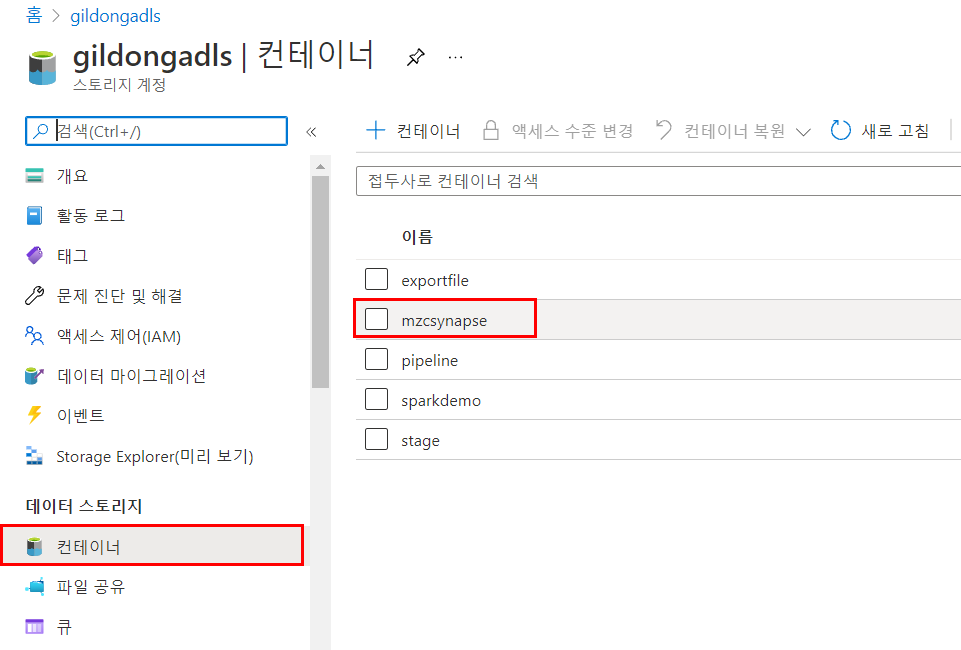 홈 > gildongadls
gildongadls | 컨테이너 ...
스토리지 계정
검색(Ctrl+/) «
개요
활동 로그
태그
문제 진단 및 해결
액세스 제어(IAM)
데이터 마이그레이션
이벤트
Storage Explorer(미리 보기)
데이터 스토리지
컨테이너
파일 공유
큐
+ 컨테이너 액세스 수준 변경 컨테이너 복원 새로 고침
접두사로 컨테이너 검색
이름
exportfile
mzcsynapse
pipeline
sparkdemo
stage